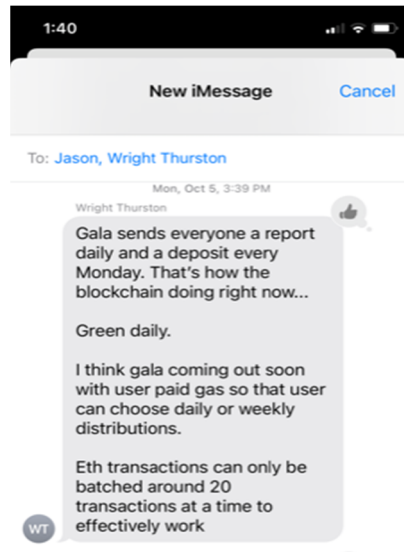 1:40
New iMessage
Cancel
To: Jason, Wright Thurston
Mon, Oct 5, 3:39 PM
Wright Thurston
Gala sends everyone a report
daily and a deposit every
Monday. That's how the
blockchain doing right now...
Green daily.
I think gala coming out soon
with user paid gas so that user
can choose daily or weekly
distributions.
Eth transactions can only be
batched around 20
transactions at a time to
effectively work
WT